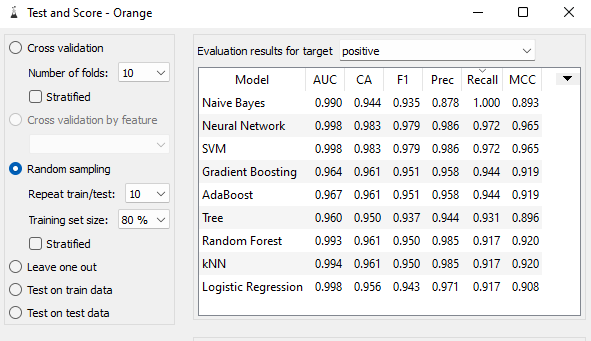 Test and Score - Orange
Cross validation
Number of folds: 10
Stratified
Cross validation by feature
Random sampling
Repeat train/test: 10
Training set size: 80 %
Stratified
Leave one out
Test on train data
Test on test data
Evaluation results for target positive
Model AUC CA F1 Prec Recall MCC
Naive Bayes 0.990 0.944 0.935 0.878 1.000 0.893
Neural Network 0.998 0.983 0.979 0.986 0.972 0.965
SVM 0.998 0.983 0.979 0.986 0.972 0.965
Gradient Boosting 0.964 0.961 0.951 0.958 0.944 0.919
AdaBoost 0.967 0.961 0.951 0.958 0.944 0.919
Tree 0.960 0.950 0.937 0.944 0.931 0.896
Random Forest 0.993 0.961 0.950 0.985 0.917 0.920
kNN 0.994 0.961 0.950 0.985 0.917 0.920
Logistic Regression 0.998 0.956 0.943 0.971 0.917 0.908